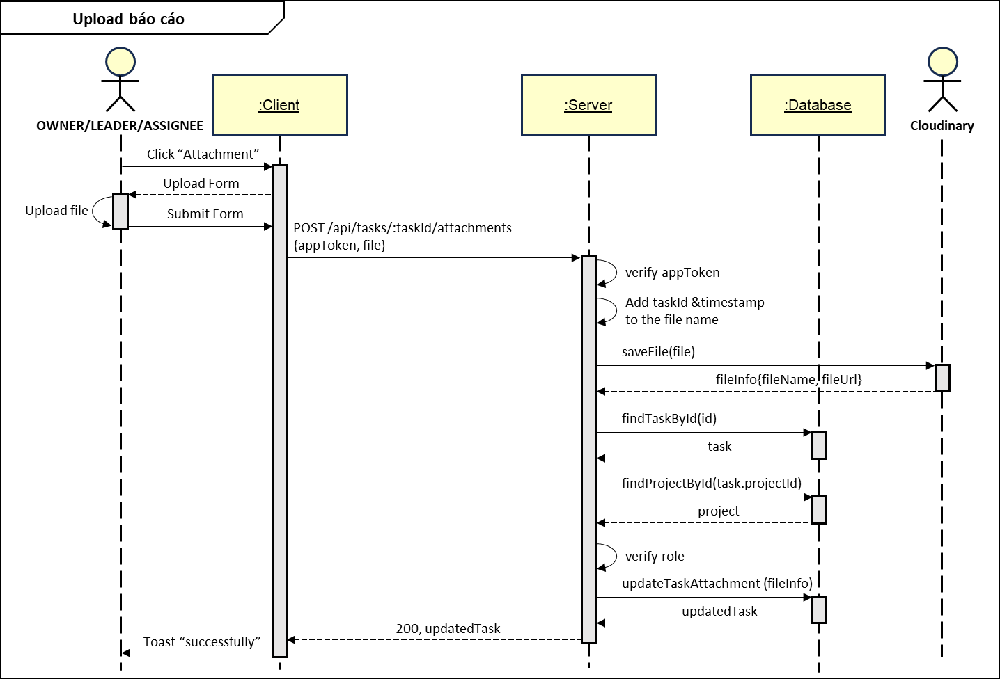 Upload báo cáo
OWNER/LEADER/ASSIGNEE
:Client
:Server
:Database
Cloudinary
Click “Attachment”
Upload Form
Upload file
Submit Form
POST /api/tasks/:taskId/attachments
{appToken, file}
verify appToken
Add taskId &timestamp
to the file name
saveFile(file)
fileInfo{fileName, fileUrl}
findTaskById(id)
task
findProjectById(task.projectId)
project
verify role
updateTaskAttachment (fileInfo)
updatedTask
200, updatedTask
Toast “successfully”